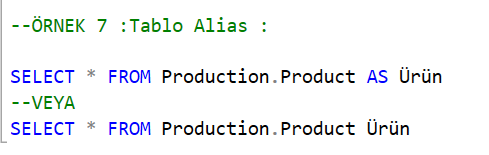 --ÖRNEK 7 :Tablo Alias :
SELECT * FROM Production.Product AS Ürün
--VEYA
SELECT * FROM Production.Product Ürün